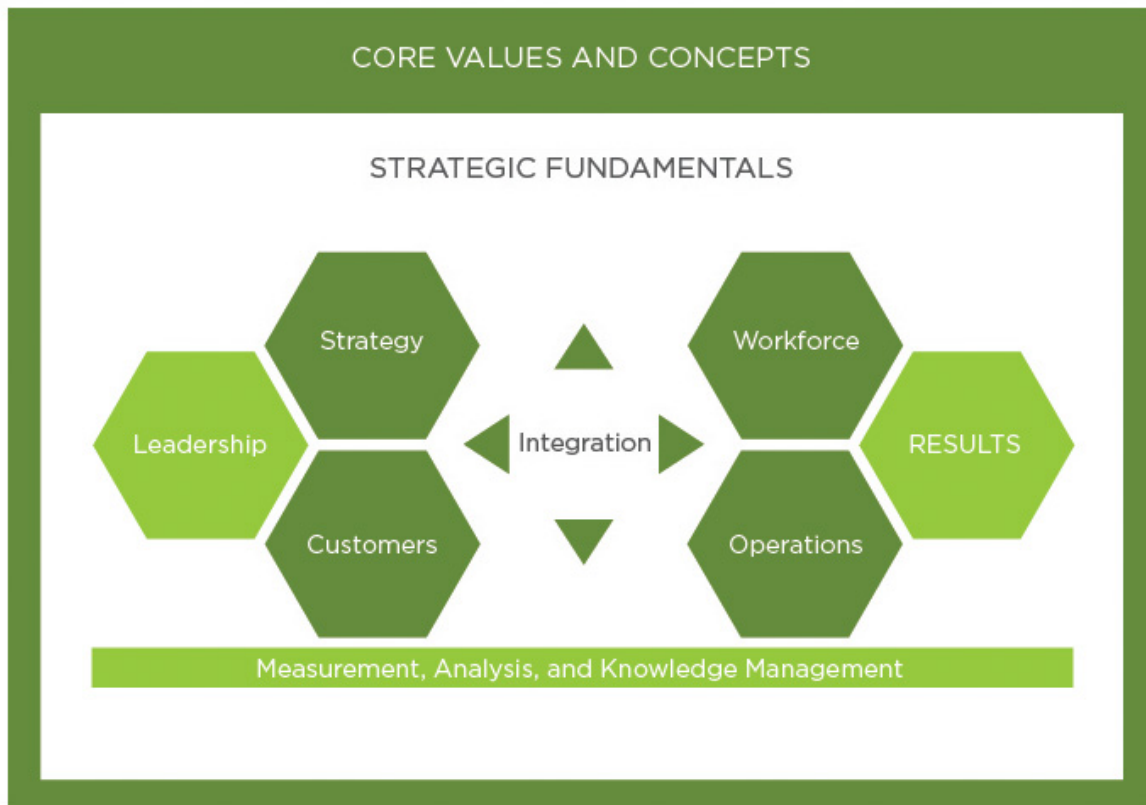 CORE VALUES AND CONCEPTS
STRATEGIC FUNDAMENTALS
Strategy
Workforce
Leadership
Integration
RESULTS
Customers
Operations
Measurement, Analysis, and Knowledge Management